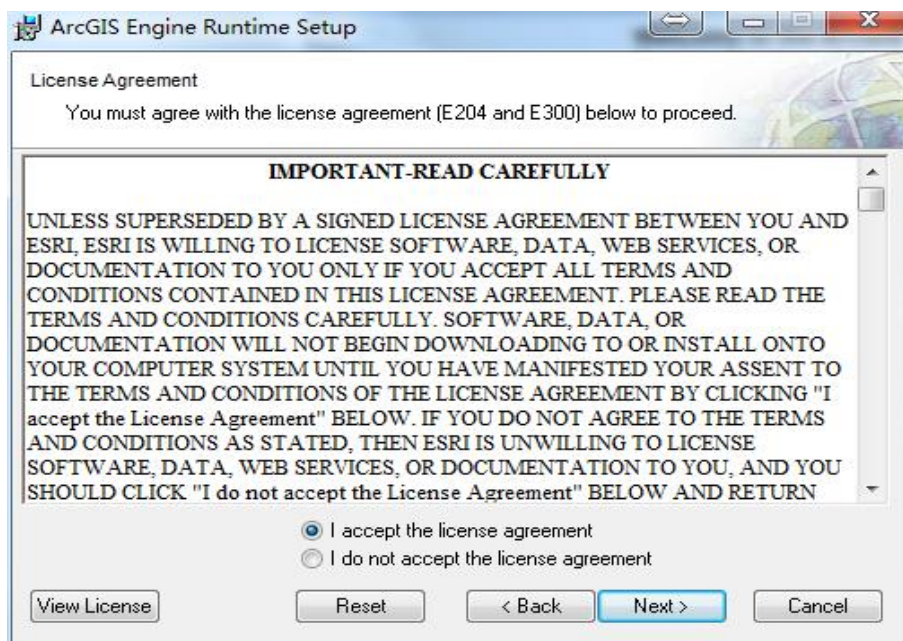 ArcGIS Engine Runtime Setup
License Agreement
You must agree with the license agreement (E204 and E300) below to proceed.
IMPORTANT-READ CAREFULLY
UNLESS SUPERSEDED BY A SIGNED LICENSE AGREEMENT BETWEEN YOU AND
ESRI, ESRI IS WILLING TO LICENSE SOFTWARE, DATA, WEB SERVICES, OR
DOCUMENTATION TO YOU ONLY IF YOU ACCEPT ALL TERMS AND
CONDITIONS CONTAINED IN THIS LICENSE AGREEMENT. PLEASE READ THE
TERMS AND CONDITIONS CAREFULLY. SOFTWARE, DATA, OR
DOCUMENTATION WILL NOT BEGIN DOWNLOADING TO OR INSTALL ONTO
YOUR COMPUTER SYSTEM UNTIL YOU HAVE MANIFESTED YOUR ASSENT TO
THE TERMS AND CONDITIONS OF THE LICENSE AGREEMENT BY CLICKING "I
accept the License Agreement" BELOW. IF YOU DO NOT AGREE TO THE TERMS
AND CONDITIONS AS STATED, THEN ESRI IS UNWILLING TO LICENSE
SOFTWARE, DATA, WEB SERVICES, OR DOCUMENTATION TO YOU, AND YOU
SHOULD CLICK "I do not accept the License Agreement" BELOW AND RETURN
I accept the license agreement
I do not accept the license agreement
View License Reset < Back Next > Cancel